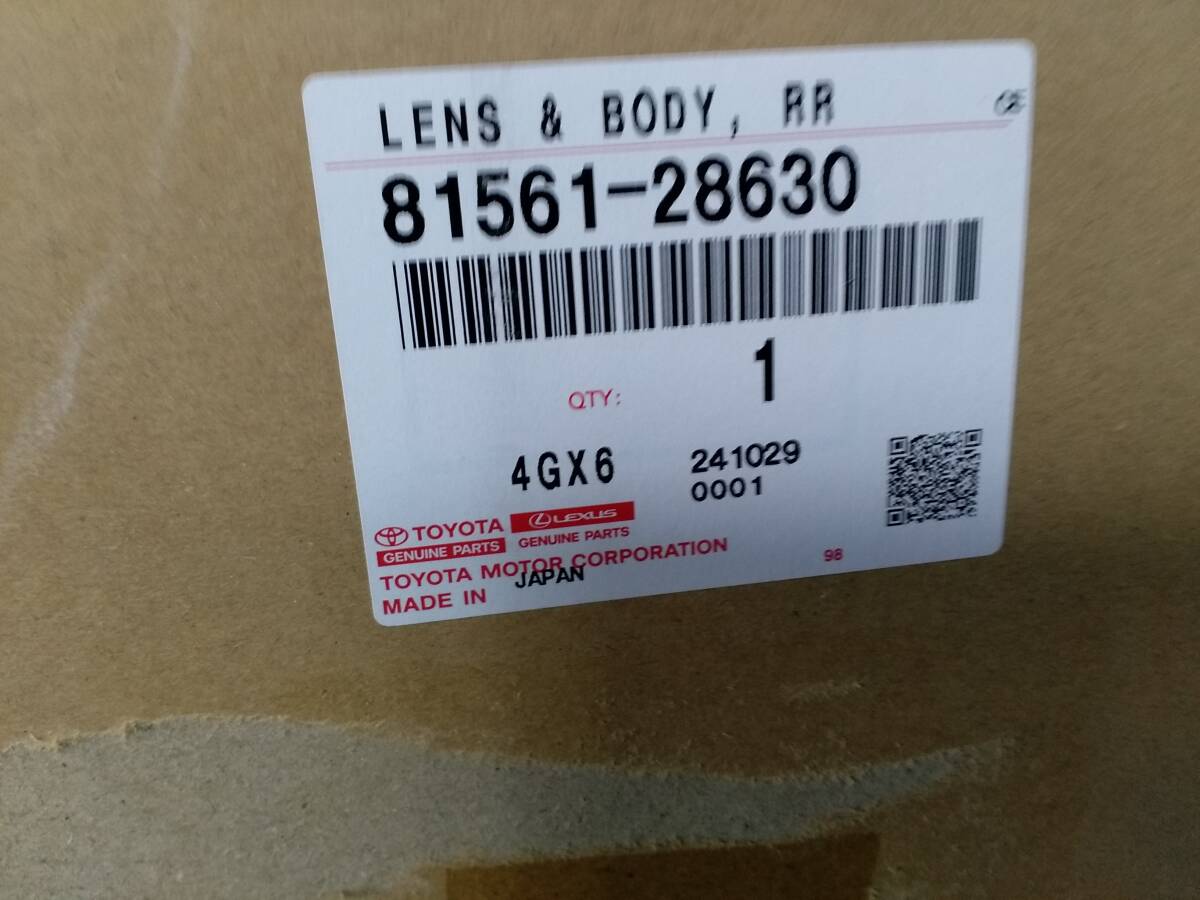 LENS & BODY, RR
81561-28630
QTY: 1
4GX6 241029
0001
TOYOTA LEXUS
GENUINE PARTS GENUINE PARTS
TOYOTA MOTOR CORPORATION 98
MADE IN JAPAN